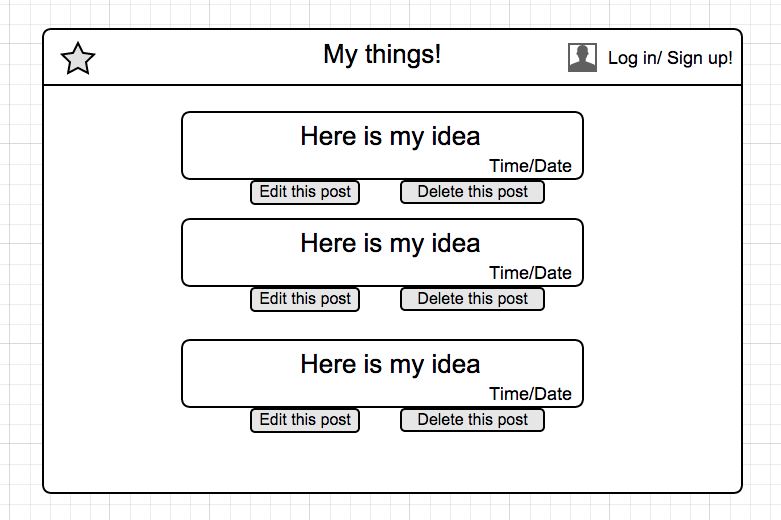 My things!
Log in/ Sign up!
Here is my idea
Time/Date
Edit this post
Delete this post
Here is my idea
Time/Date
Edit this post
Delete this post
Here is my idea
Time/Date
Edit this post
Delete this post